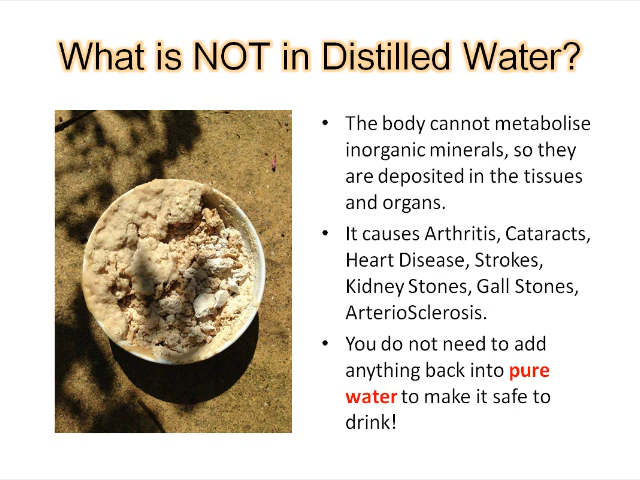 What is NOT in Distilled Water?
• The body cannot metabolise
inorganic minerals, so they
are deposited in the tissues
and organs.
• It causes Arthritis, Cataracts,
Heart Disease, Strokes,
Kidney Stones, Gall Stones,
ArterioSclerosis.
• You do not need to add
anything back into pure
water to make it safe to
drink!